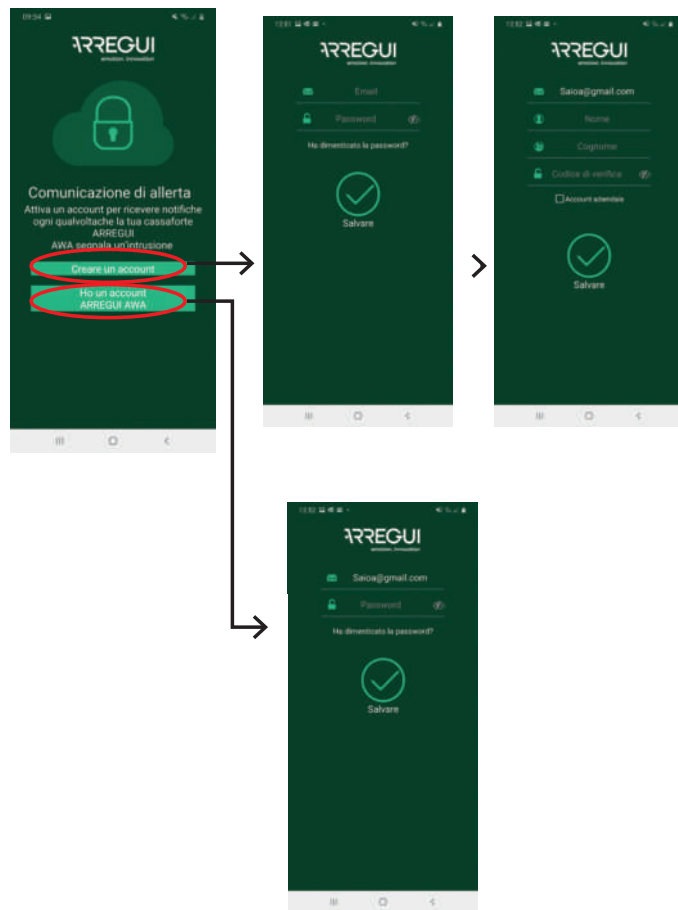 09:54
ARREGUI
Comunicazione di allerta
Attiva un account per ricevere notifiche
ogni qualvoltache la tua cassaforte
ARREGUI
AWA segnala un'intrusione
Creare un account
Ho un account
ARREGUI AWA
ARREGUI
Email
Password
Ho dimenticato la password?
Salvare
ARREGUI
Saioa@gmail.com
Nome
Cognome
Codice di verifica
Account aziendale
Salvare
ARREGUI
Saioa@gmail.com
Password
Ho dimenticato la password?
Salvare